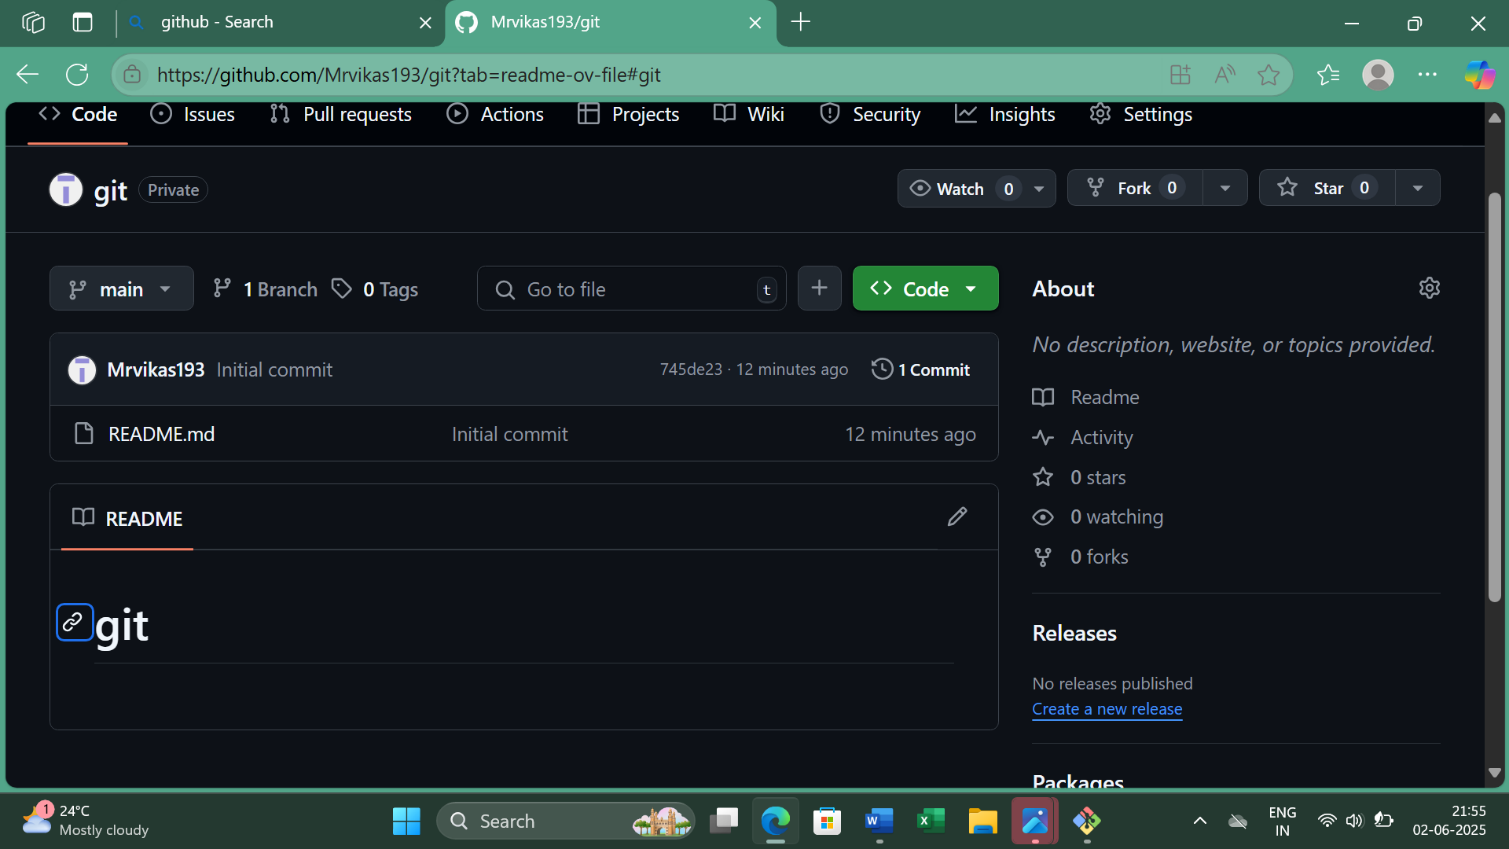 github - Search
Mrvikas193/git
https://github.com/Mrvikas193/git?tab=readme-ov-file#git
Code Issues Pull requests Actions Projects Wiki Security Insights Settings
git Private
Watch 0 Fork 0 Star 0
main 1 Branch 0 Tags Go to file t + Code
Mrvikas193 Initial commit 745de23 · 12 minutes ago 1 Commit
README.md Initial commit 12 minutes ago
README
git
About
No description, website, or topics provided.
Readme
Activity
0 stars
0 watching
0 forks
Releases
No releases published
Create a new release
Packages
1
24°C
Mostly cloudy
Search
ENG
IN
21:55
02-06-2025